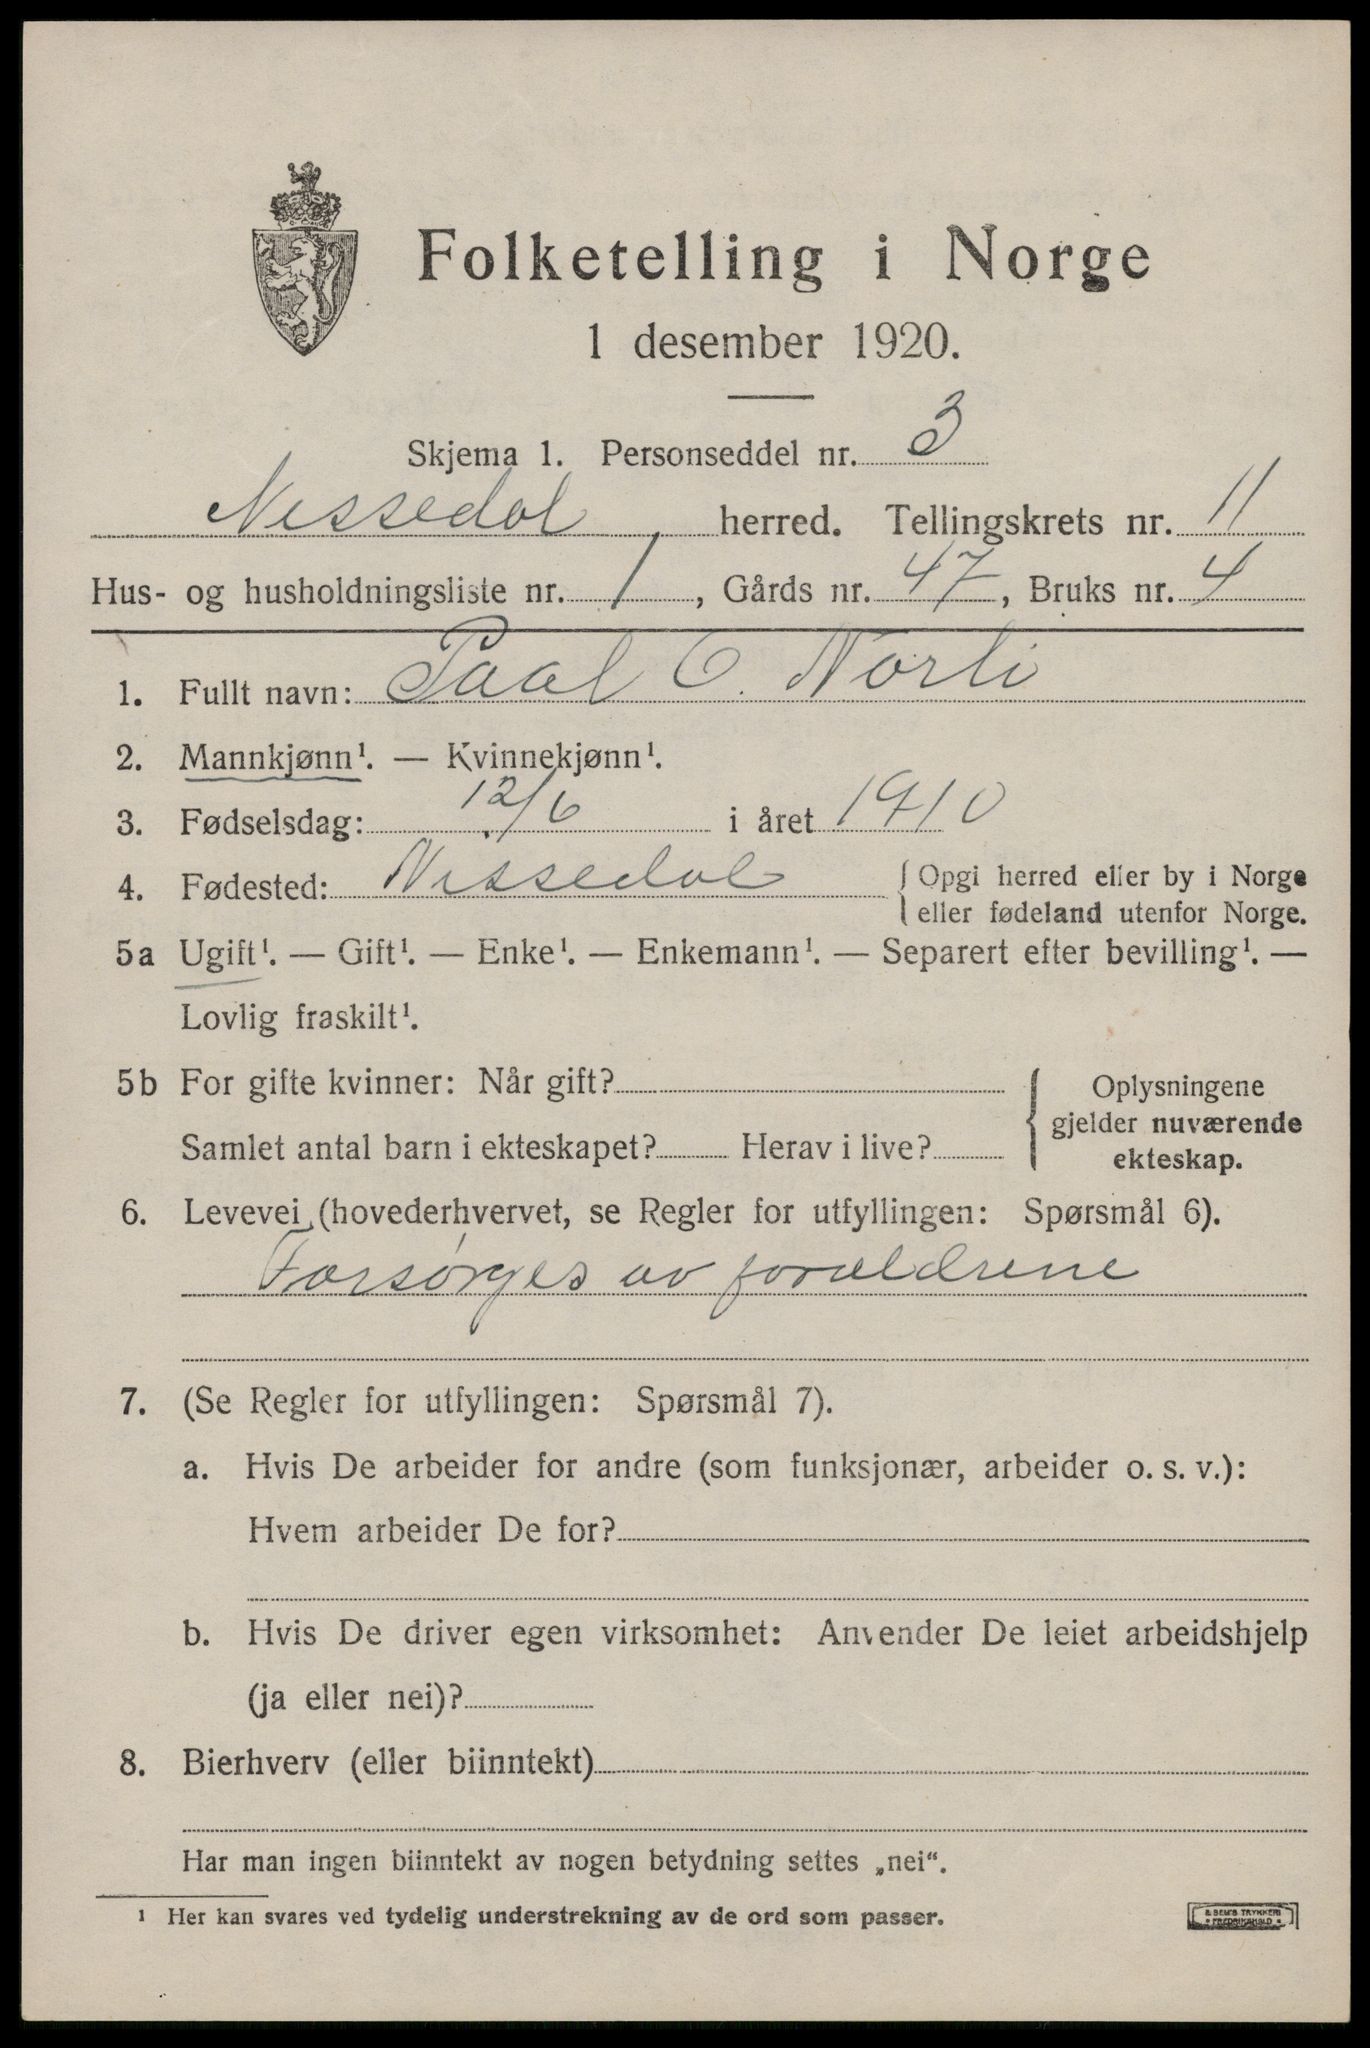 Folketelling i Norge
1 desember 1920.
Skjema 1. Personseddel nr. 3
Nissedal herred. Tellingskrets nr. 11
Hus- og husholdningsliste nr. 1, Gårds nr. 47, Bruks nr. 4
1. Fullt navn: Paal O. Norli
2. Mannkjønn¹. — Kvinnekjønn¹.
3. Fødselsdag: 12/6 i året 1910
4. Fødested: Nissedal { Opgi herred eller by i Norge
eller fødeland utenfor Norge.
5a Ugift¹. — Gift¹. — Enke¹. — Enkemann¹. — Separert efter bevilling¹. —
Lovlig fraskilt¹.
5b For gifte kvinner: Når gift? { Oplysningene
gjelder nuværende
Samlet antal barn i ekteskapet? Herav i live?
ekteskap.
6. Levevei (hovederhvervet, se Regler for utfyllingen: Spørsmål 6).
Forsørges av forældrene
7. (Se Regler for utfyllingen: Spørsmål 7).
a. Hvis De arbeider for andre (som funksjonær, arbeider o. s. v.):
Hvem arbeider De for?
b. Hvis De driver egen virksomhet: Anvender De leiet arbeidshjelp
(ja eller nei)?
8. Bierhverv (eller biinntekt)
Har man ingen biinntekt av nogen betydning settes „nei“.
¹ Her kan svares ved tydelig understrekning av de ord som passer.
E SEM'S TRYKKERI
• FREDRIKSHALD •